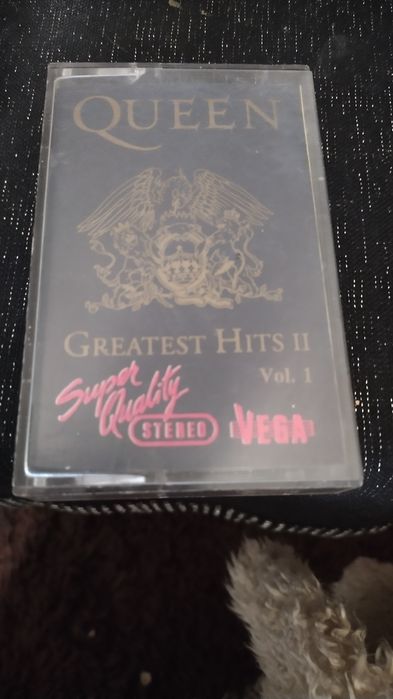 QUEEN
GREATEST HITS II
Vol. 1
Super
Quality
STEREO
VEGA